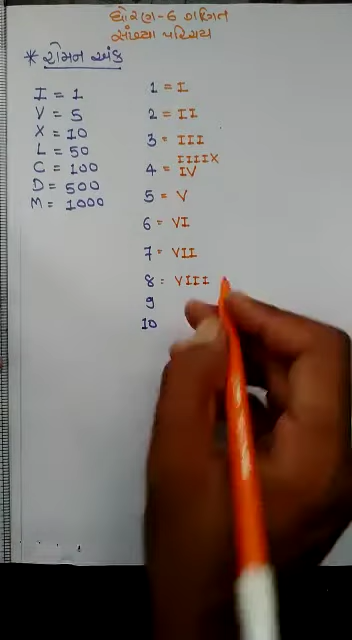 ધોરણ-6 ગણિત
સંખ્યા પરિચય
* રોમન અંક
I = 1
V = 5
X = 10
L = 50
C = 100
D = 500
M = 1000
1 = I
2 = II
3 = III
IIIIX
4 = IV
5 = V
6 = VI
7 = VII
8 = VIII
9
10